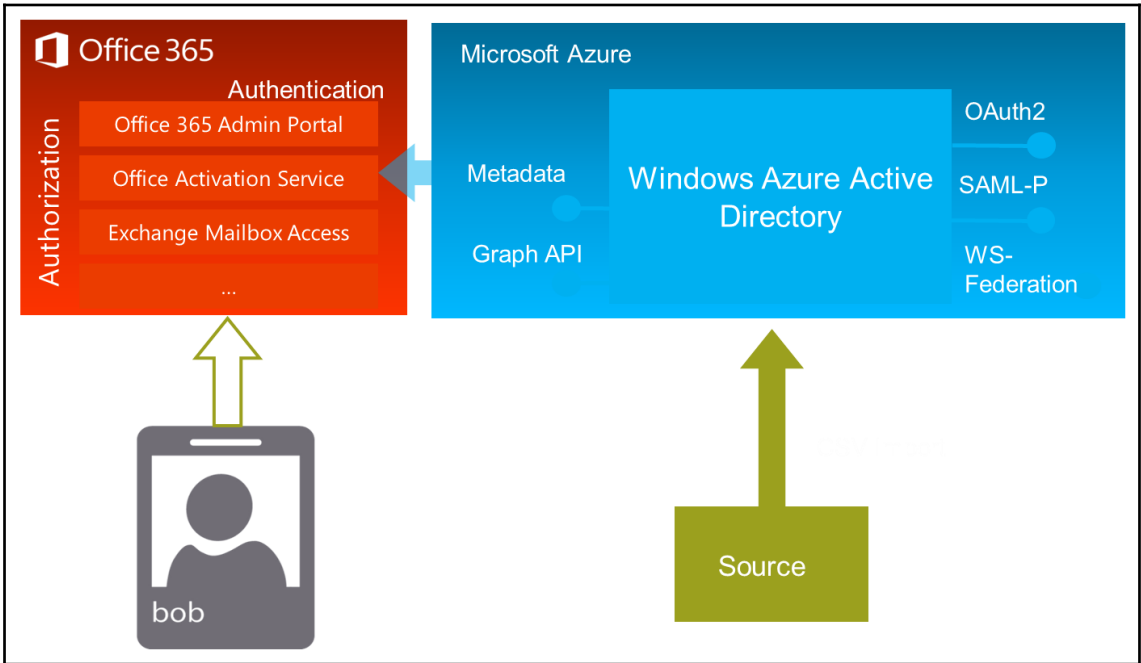 Office 365
Authentication
Authorization
Office 365 Admin Portal
Office Activation Service
Exchange Mailbox Access
...
bob
Microsoft Azure
Metadata
Graph API
Windows Azure Active
Directory
OAuth2
SAML-P
WS-
Federation
Source